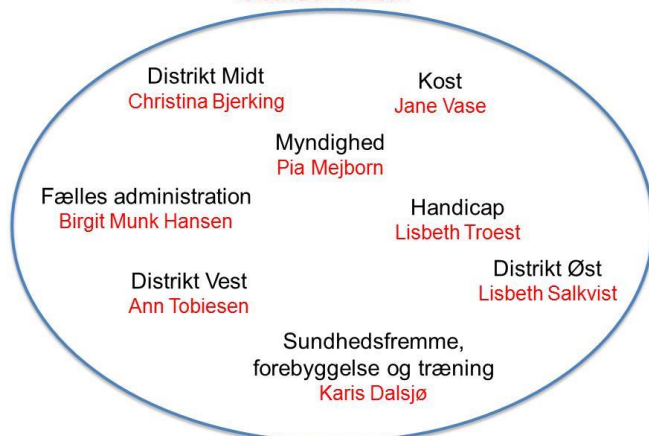 Distrikt Midt
Christina Bjerking
Kost
Jane Vase
Myndighed
Pia Mejborn
Fælles administration
Birgit Munk Hansen
Handicap
Lisbeth Troest
Distrikt Øst
Lisbeth Salkvist
Distrikt Vest
Ann Tobiesen
Sundhedsfremme,
forebyggelse og træning
Karis Dalsjø